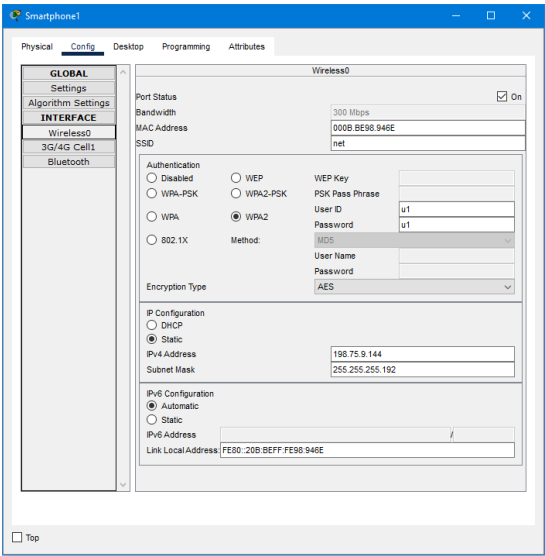 Smartphone1
Physical Config Desktop Programming Attributes
GLOBAL
Settings
Algorithm Settings
INTERFACE
Wireless0
3G/4G Cell1
Bluetooth
Wireless0
Port Status On
Bandwidth 300 Mbps
MAC Address 000B.BE98.946E
SSID net
Authentication
Disabled WEP WEP Key
WPA-PSK WPA2-PSK PSK Pass Phrase
WPA WPA2 User ID u1
Password u1
802.1X Method: MD5
User Name
Password
Encryption Type AES
IP Configuration
DHCP
Static
IPv4 Address 198.75.9.144
Subnet Mask 255.255.255.192
IPv6 Configuration
Automatic
Static
IPv6 Address /
Link Local Address: FE80::20B:BEFF:FE98:946E
Top